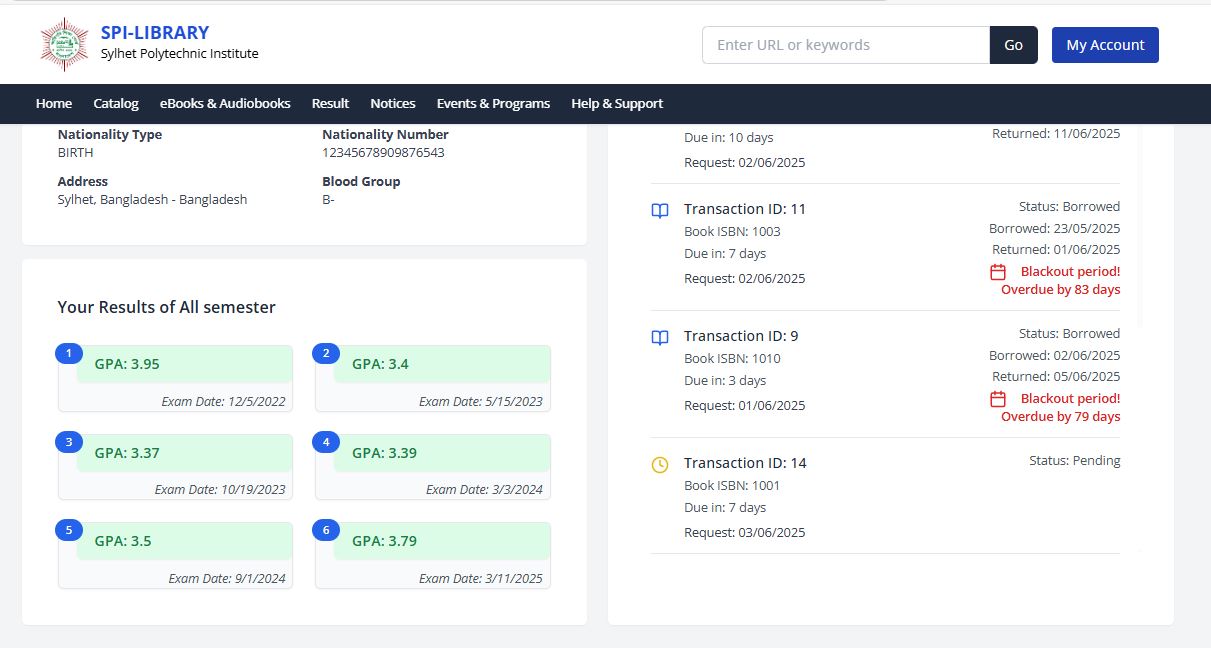 SPI-LIBRARY
Sylhet Polytechnic Institute
Enter URL or keywords
Go
My Account
Home Catalog eBooks & Audiobooks Result Notices Events & Programs Help & Support
Nationality Type
BIRTH
Nationality Number
12345678909876543
Address
Sylhet, Bangladesh - Bangladesh
Blood Group
B-
Your Results of All semester
1
GPA: 3.95
Exam Date: 12/5/2022
2
GPA: 3.4
Exam Date: 5/15/2023
3
GPA: 3.37
Exam Date: 10/19/2023
4
GPA: 3.39
Exam Date: 3/3/2024
5
GPA: 3.5
Exam Date: 9/1/2024
6
GPA: 3.79
Exam Date: 3/11/2025
Due in: 10 days
Request: 02/06/2025
Returned: 11/06/2025
Transaction ID: 11
Book ISBN: 1003
Due in: 7 days
Request: 02/06/2025
Status: Borrowed
Borrowed: 23/05/2025
Returned: 01/06/2025
Blackout period!
Overdue by 83 days
Transaction ID: 9
Book ISBN: 1010
Due in: 3 days
Request: 01/06/2025
Status: Borrowed
Borrowed: 02/06/2025
Returned: 05/06/2025
Blackout period!
Overdue by 79 days
Transaction ID: 14
Book ISBN: 1001
Due in: 7 days
Request: 03/06/2025
Status: Pending